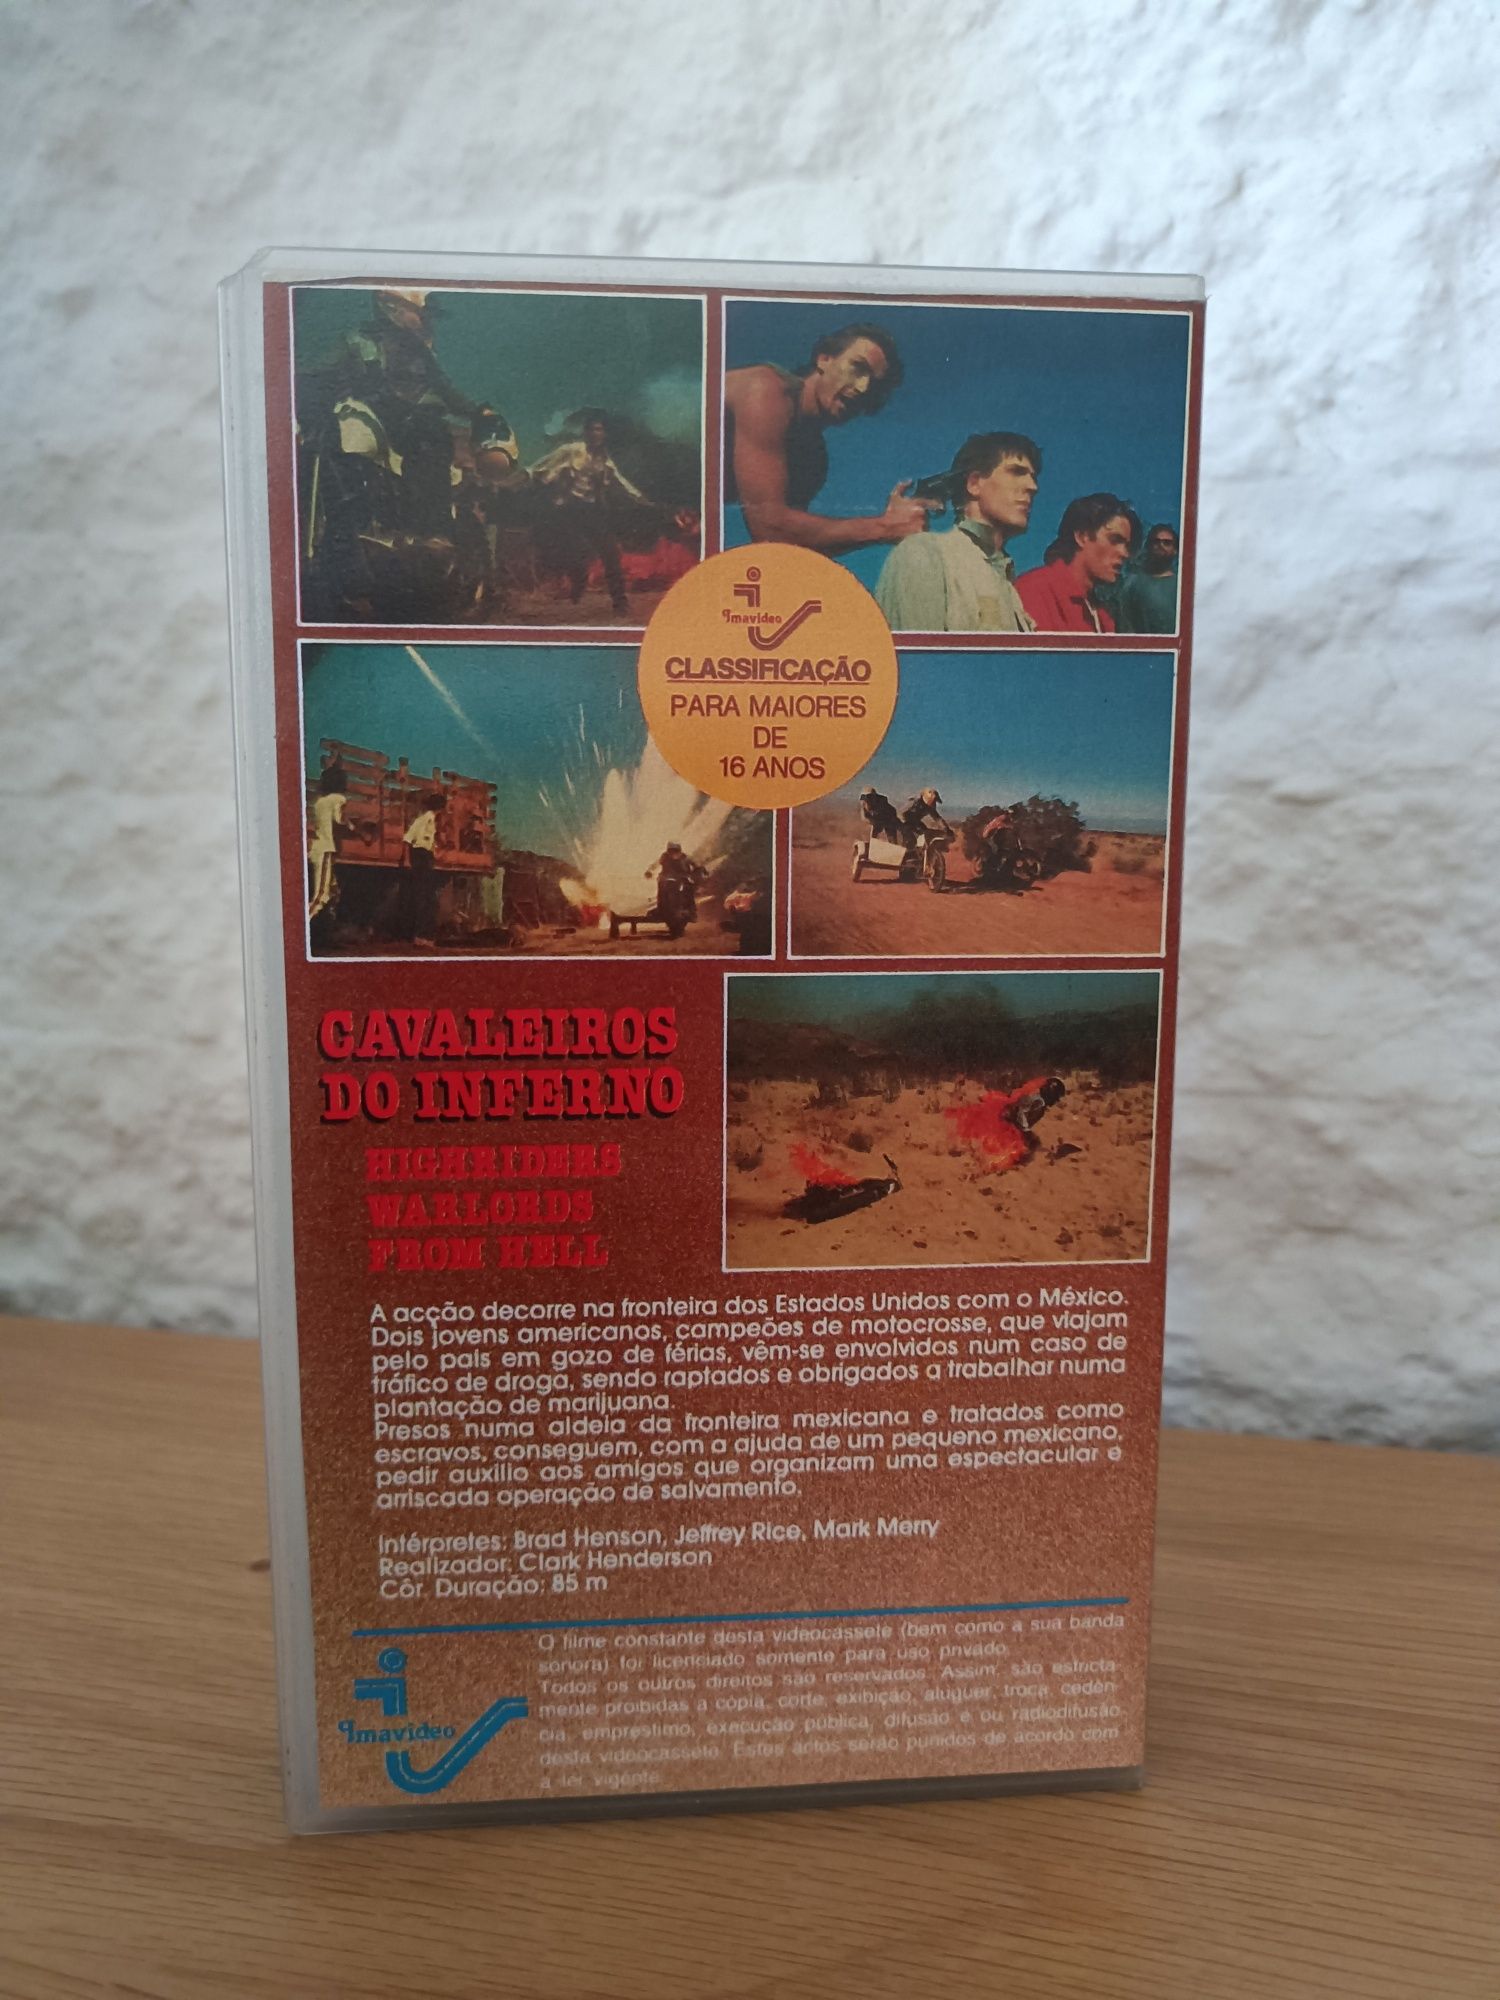 Imavideo
CLASSIFICAÇÃO
PARA MAIORES
DE
16 ANOS
CAVALEIROS
DO INFERNO
HIGHRIDERS
WARLORDS
FROM HELL
A acção decorre na fronteira dos Estados Unidos com o México.
Dois jovens americanos, campeões de motocrosse, que viajam
pelo país em gozo de férias, vêm-se envolvidos num caso de
tráfico de droga, sendo raptados e obrigados a trabalhar numa
plantação de marijuana.
Presos numa aldeia da fronteira mexicana e tratados como
escravos, conseguem, com a ajuda de um pequeno mexicano,
pedir auxílio aos amigos que organizam uma espectacular e
arriscada operação de salvamento.
Intérpretes: Brad Henson, Jeffrey Rice, Mark Merry
Realizador: Clark Henderson
Côr. Duração: 85 m
O filme constante desta videocassete (bem como a sua banda
sonora) foi licenciado somente para uso privado.
Todos os outros direitos são reservados. Assim, são estricta-
mente proibidas a cópia, corte, exibição, aluguer, troca, cedên-
cia, empréstimo, execução pública, difusão e ou radiodifusão
desta videocassete. Estes actos serão punidos de acordo com
a lei vigente.
Imavideo